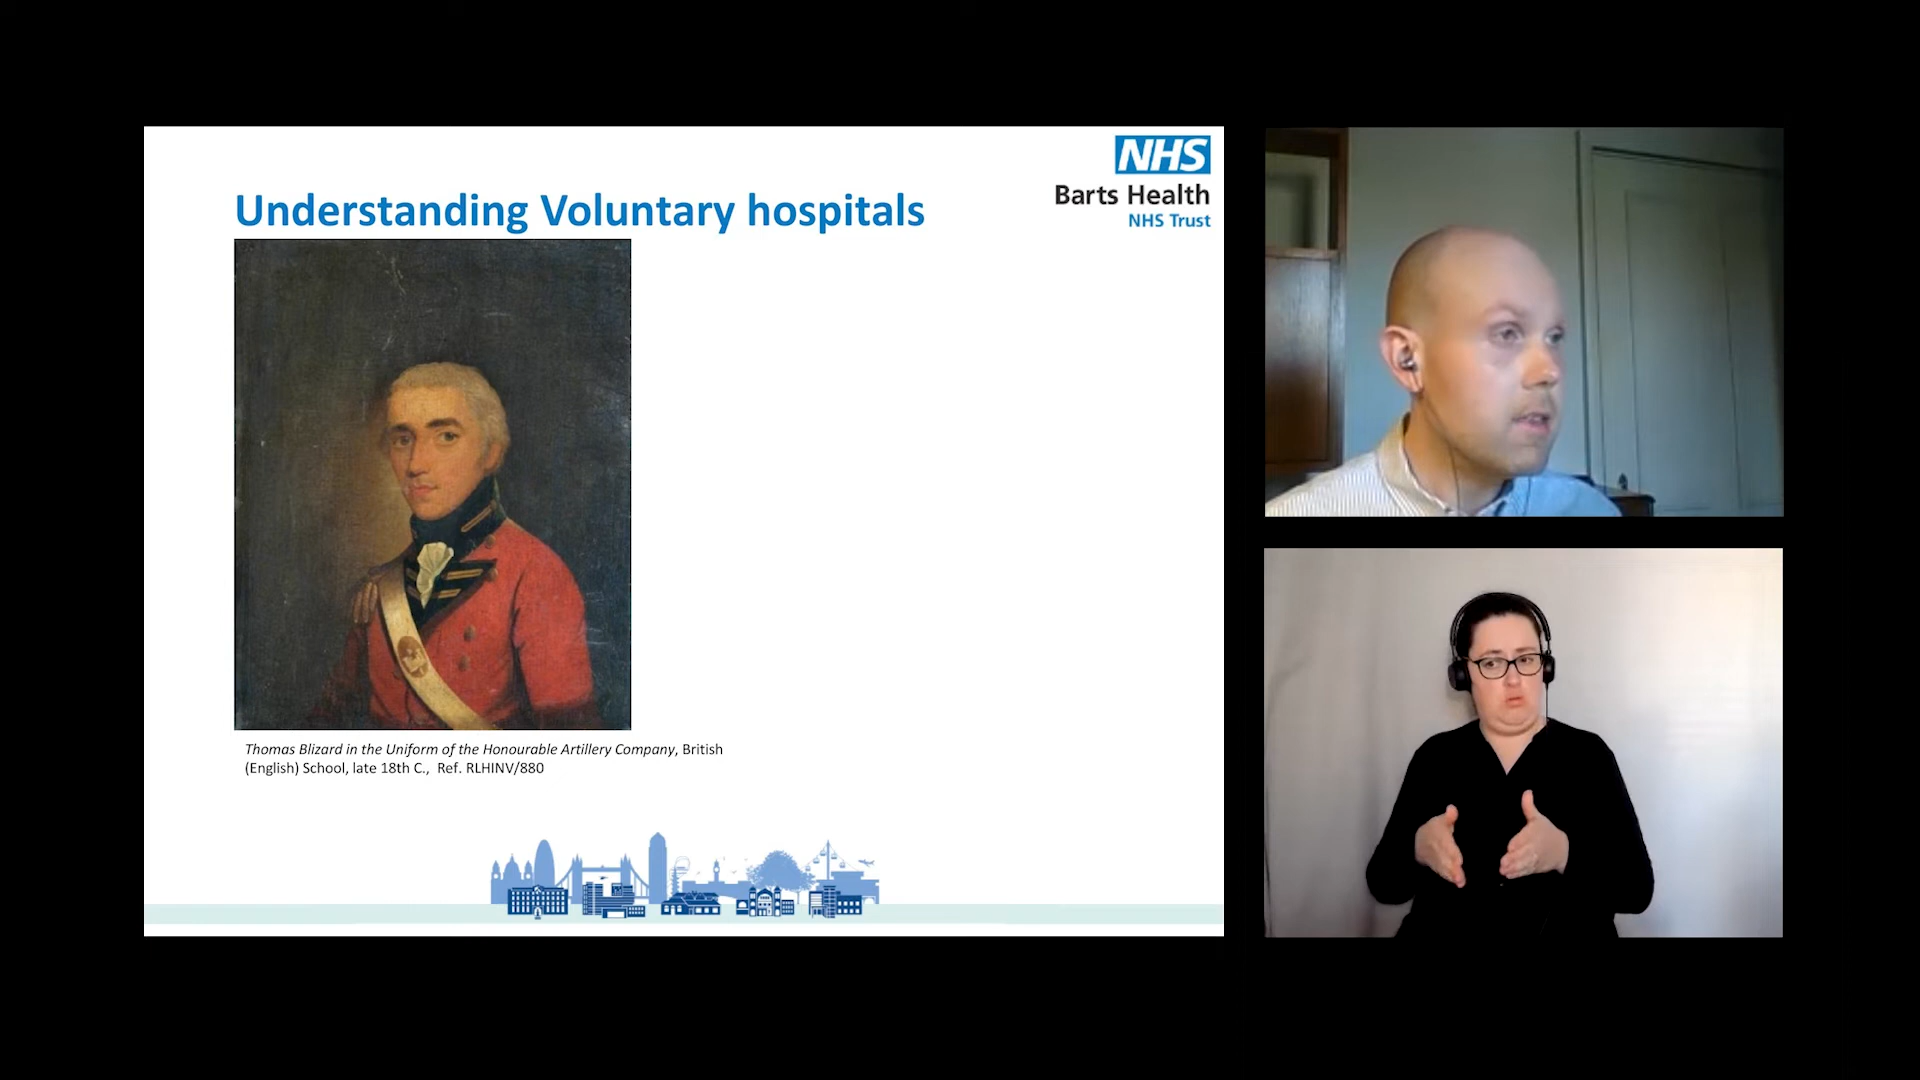 NHS
Barts Health
NHS Trust
Understanding Voluntary hospitals
Thomas Blizard in the Uniform of the Honourable Artillery Company, British
(English) School, late 18th C., Ref. RLHINV/880